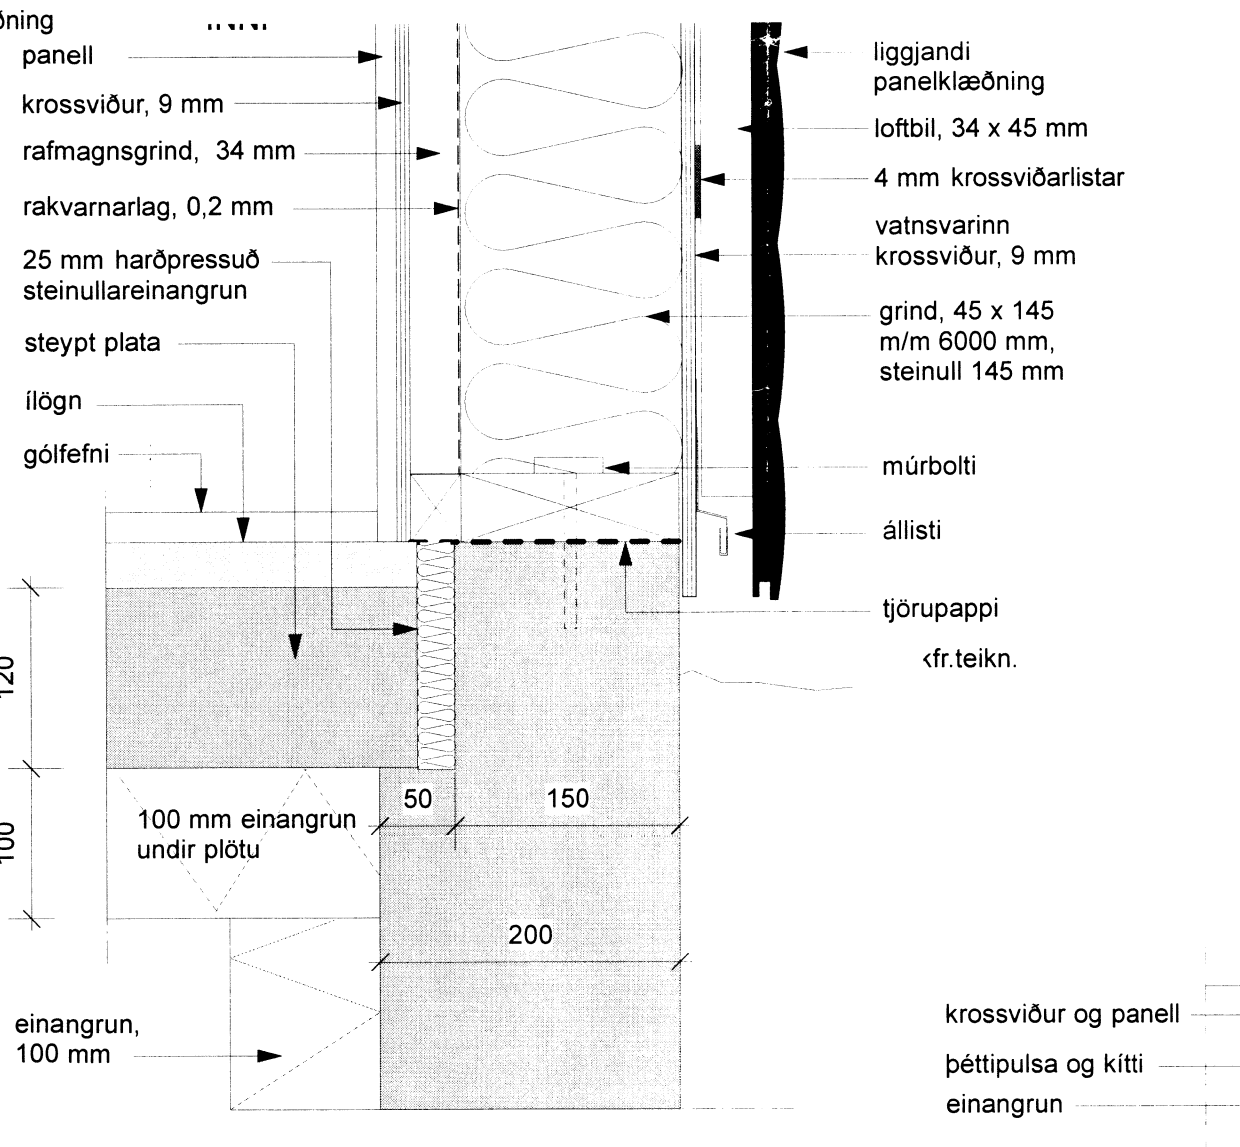 panell
krossviður, 9 mm
rafmagnsgrind, 34 mm
rakvarnarlag, 0,2 mm
25 mm harðpressuð
steinullareinangrun
steypt plata
ílögn
gólfefni
liggjandi
panelklæðning
loftbil, 34 x 45 mm
4 mm krossviðarlistar
vatnsvarinn
krossviður, 9 mm
grind, 45 x 145
m/m 6000 mm,
steinull 145 mm
múrbolti
állisti
tjörupappi
kfr.teikn.
120
100
50
150
100 mm einangrun
undir plötu
200
einangrun,
100 mm
krossviður og panell
þéttipulsa og kítti
einangrun